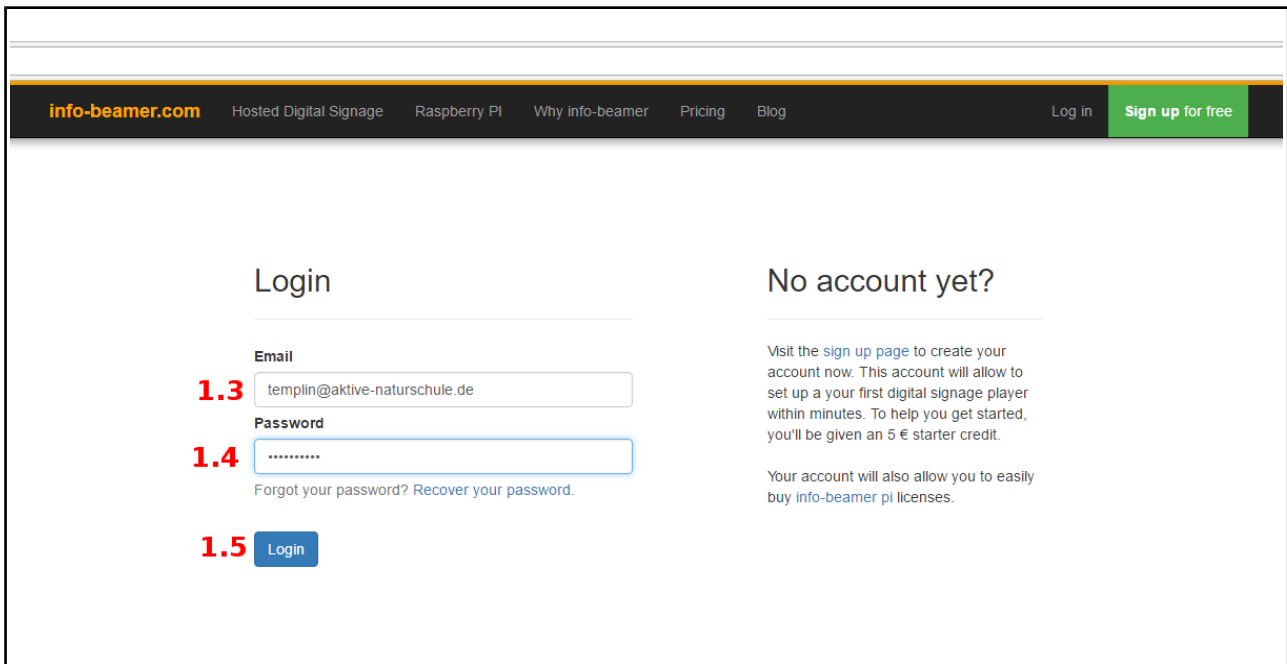 info-beamer.com Hosted Digital Signage Raspberry PI Why info-beamer Pricing Blog Log in Sign up for free
Login
Email
1.3 templin@aktive-naturschule.de
Password
1.4 ••••••••••
Forgot your password? Recover your password.
1.5 Login
No account yet?
Visit the sign up page to create your
account now. This account will allow to
set up a your first digital signage player
within minutes. To help you get started,
you'll be given an 5 € starter credit.
Your account will also allow you to easily
buy info-beamer pi licenses.